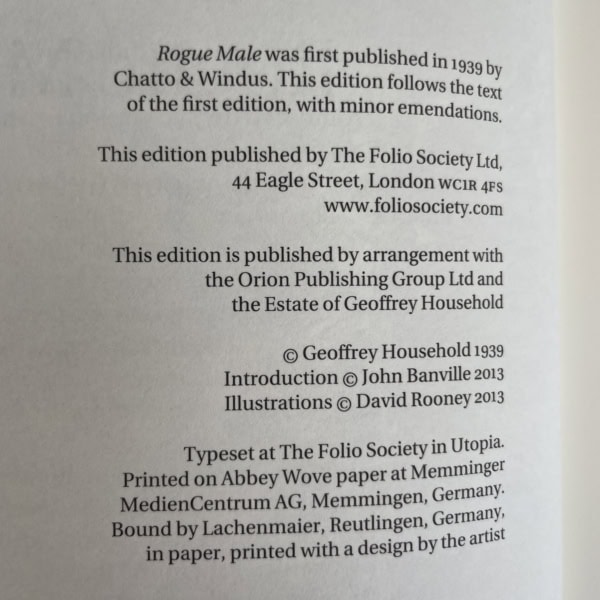 Rogue Male was first published in 1939 by
Chatto & Windus. This edition follows the text
of the first edition, with minor emendations.
This edition published by The Folio Society Ltd,
44 Eagle Street, London WC1R 4FS
www.foliosociety.com
This edition is published by arrangement with
the Orion Publishing Group Ltd and
the Estate of Geoffrey Household
© Geoffrey Household 1939
Introduction © John Banville 2013
Illustrations © David Rooney 2013
Typeset at The Folio Society in Utopia.
Printed on Abbey Wove paper at Memminger
MedienCentrum AG, Memmingen, Germany.
Bound by Lachenmaier, Reutlingen, Germany,
in paper, printed with a design by the artist